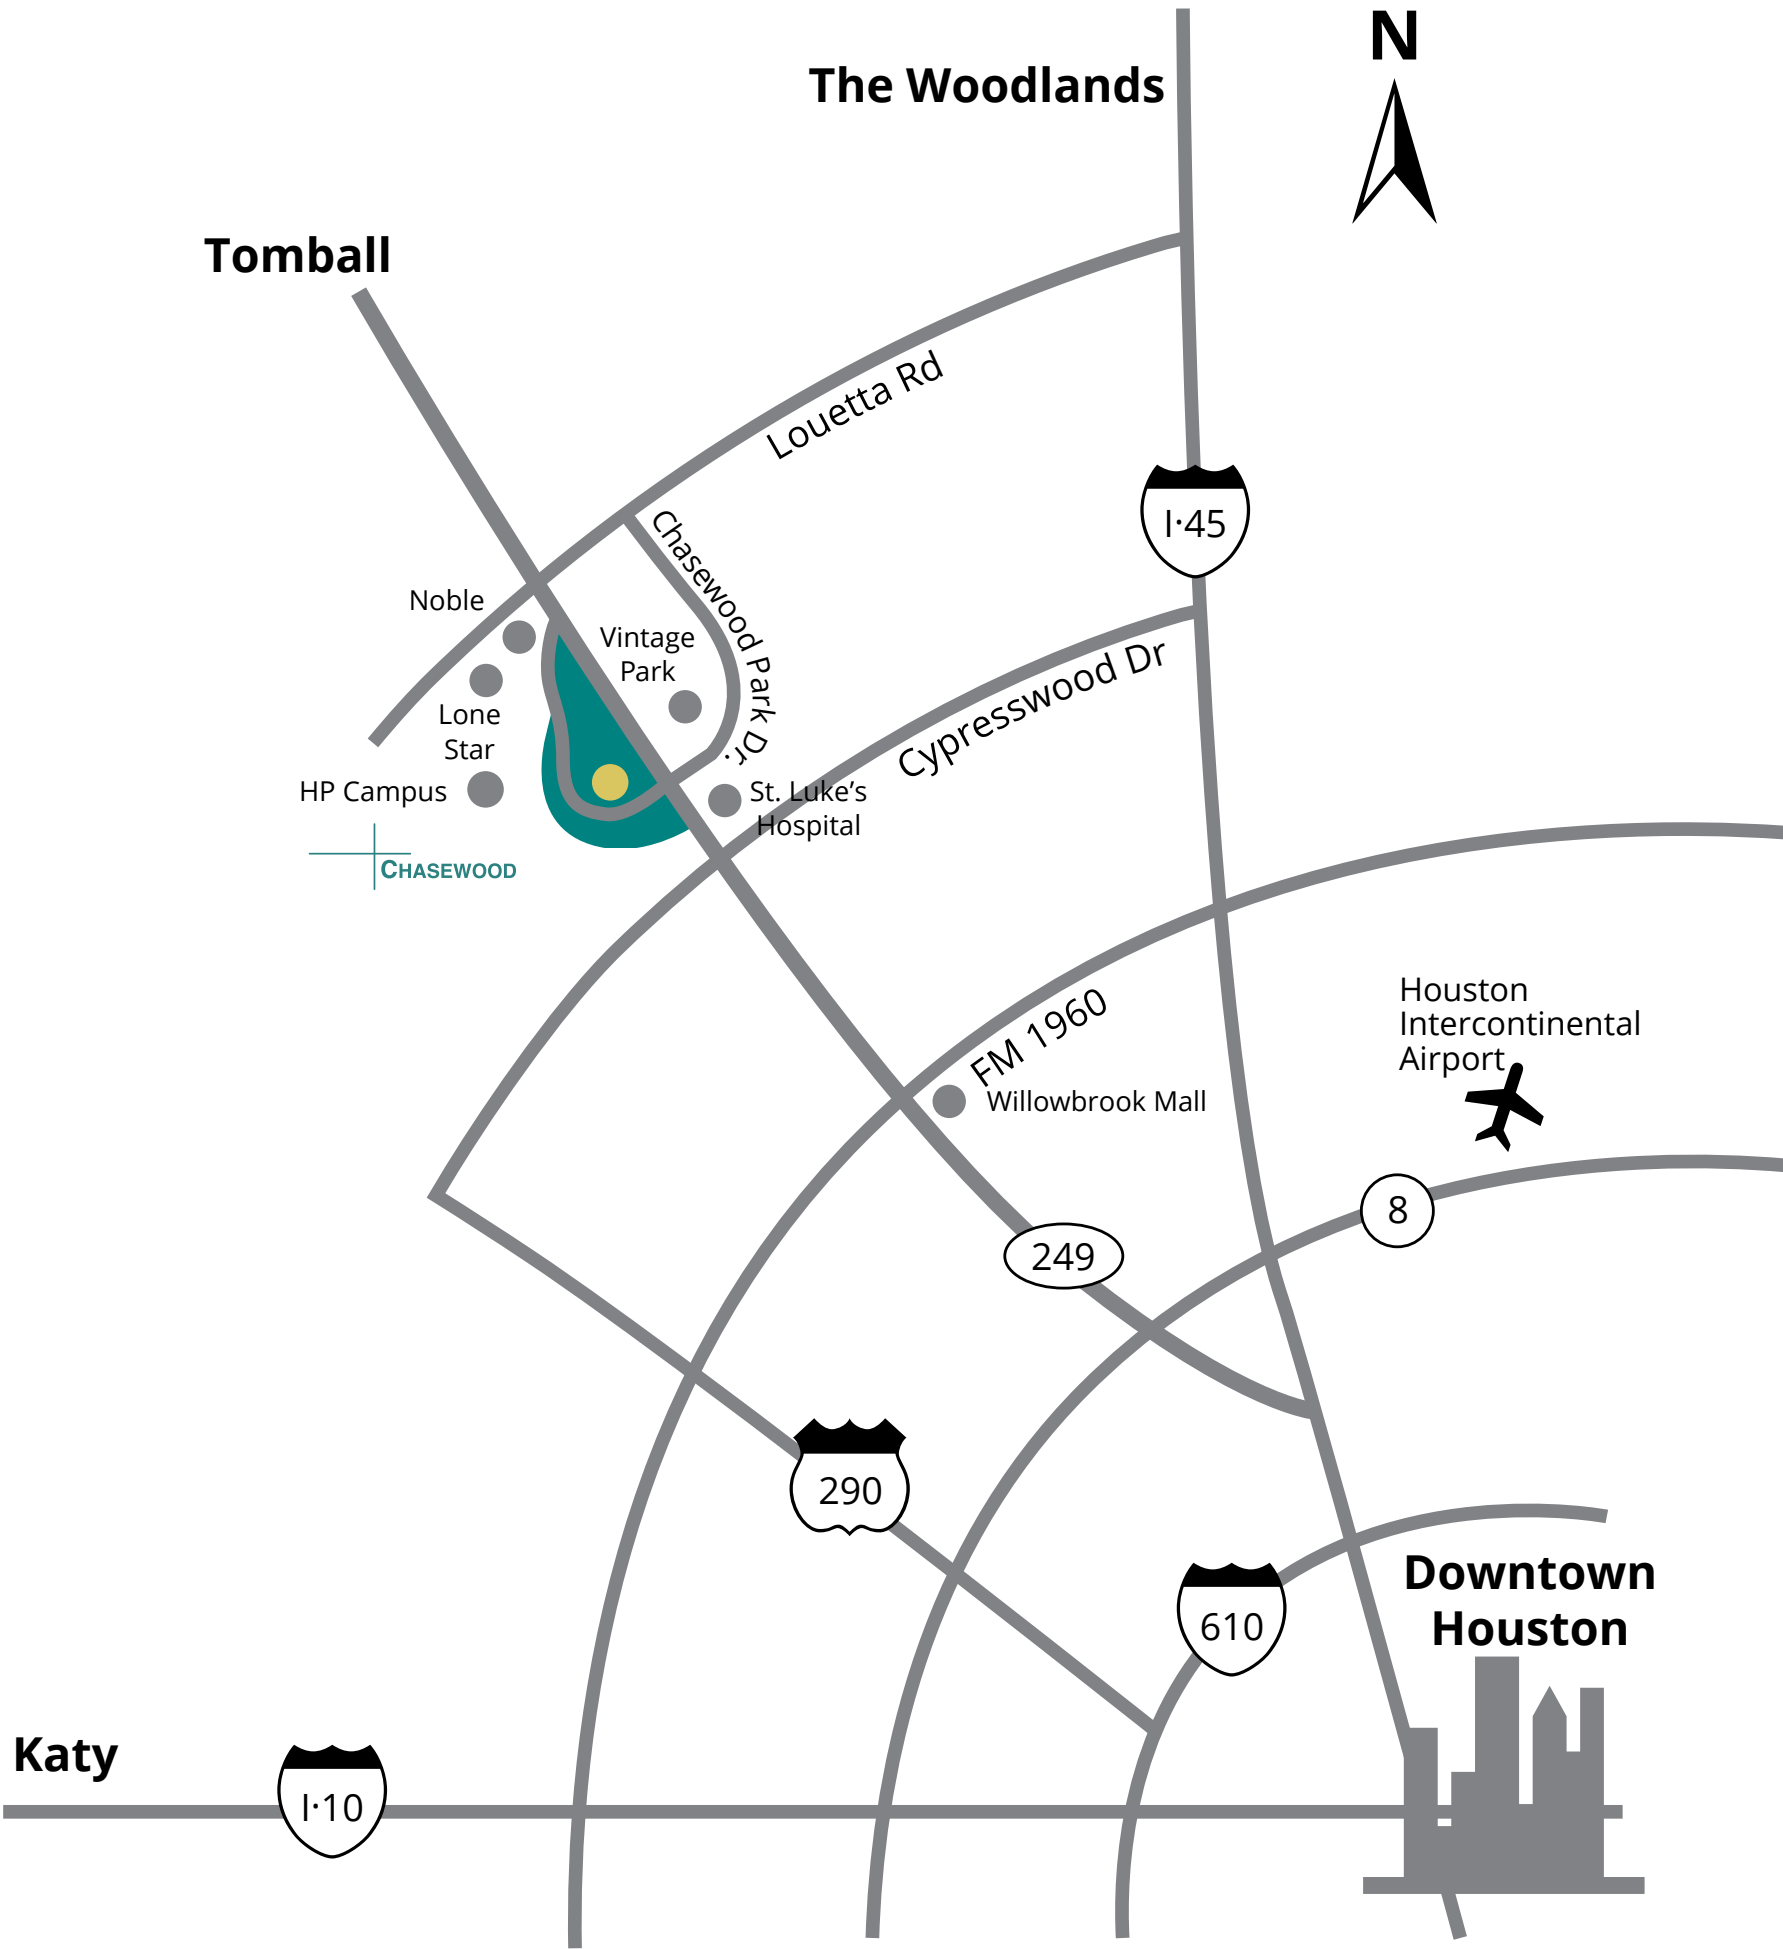 N
The Woodlands
Tomball
Louetta Rd
I·45
Chasewood Park Dr.
Noble
Vintage
Park
Cypresswood Dr
Lone
Star
HP Campus
St. Luke's
Hospital
CHASEWOOD
Houston
Intercontinental
Airport
FM 1960
Willowbrook Mall
8
249
290
Downtown
Houston
610
Katy
I·10